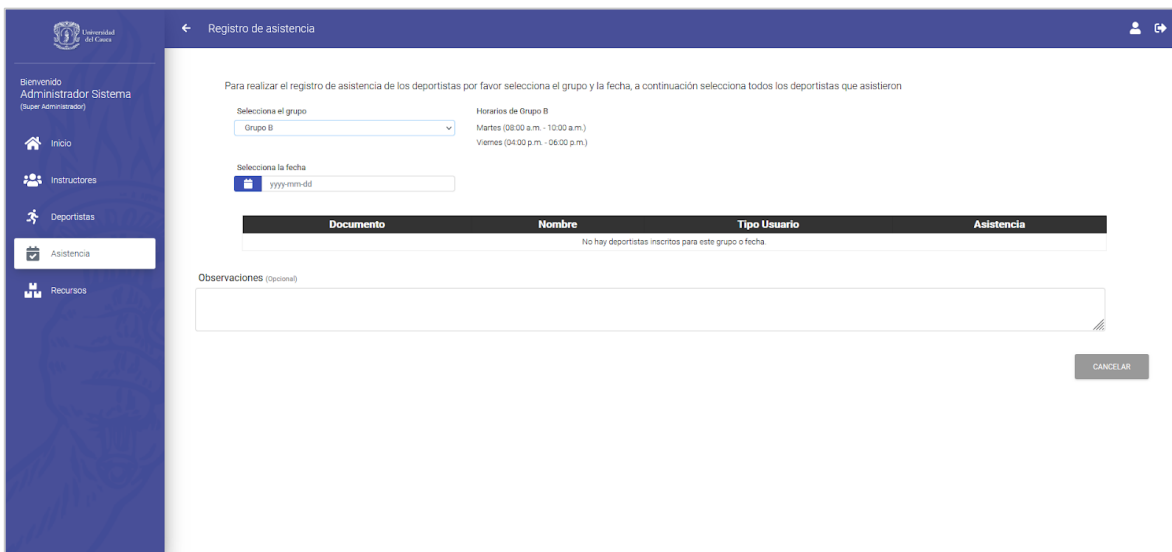 Universidad
del Cauca
Registro de asistencia
Bienvenido
Administrador Sistema
(Super Administrador)
Inicio
Instructores
Deportistas
Asistencia
Recursos
Para realizar el registro de asistencia de los deportistas por favor selecciona el grupo y la fecha, a continuación selecciona todos los deportistas que asistieron
Selecciona el grupo
Grupo B
Horarios de Grupo B
Martes (08:00 a.m. - 10:00 a.m.)
Viernes (04:00 p.m. - 06:00 p.m.)
Selecciona la fecha
yyyy-mm-dd
Documento Nombre Tipo Usuario Asistencia
No hay deportistas inscritos para este grupo o fecha.
Observaciones (Opcional)
CANCELAR